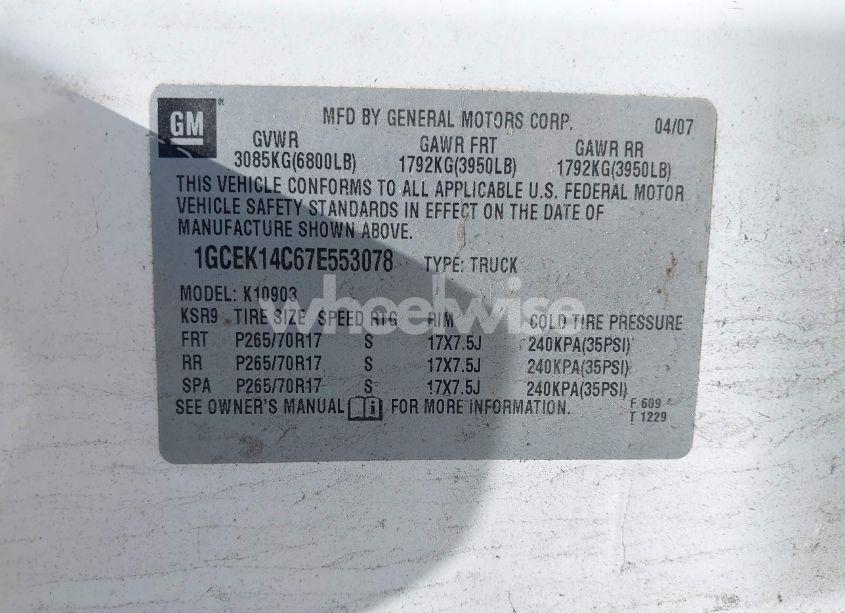 GM ® MFD BY GENERAL MOTORS CORP. 04/07
GVWR GAWR FRT GAWR RR
3085KG(6800LB) 1792KG(3950LB) 1792KG(3950LB)
THIS VEHICLE CONFORMS TO ALL APPLICABLE U.S. FEDERAL MOTOR
VEHICLE SAFETY STANDARDS IN EFFECT ON THE DATE OF
MANUFACTURE SHOWN ABOVE.
1GCEK14C67E553078 TYPE: TRUCK
MODEL: K10903
wheelwise
KSR9 TIRE SIZE SPEED RTG RIM COLD TIRE PRESSURE
FRT P265/70R17 S 17X7.5J 240KPA(35PSI)
RR P265/70R17 S 17X7.5J 240KPA(35PSI)
SPA P265/70R17 S 17X7.5J 240KPA(35PSI)
SEE OWNER'S MANUAL FOR MORE INFORMATION.
F 609
T 1229